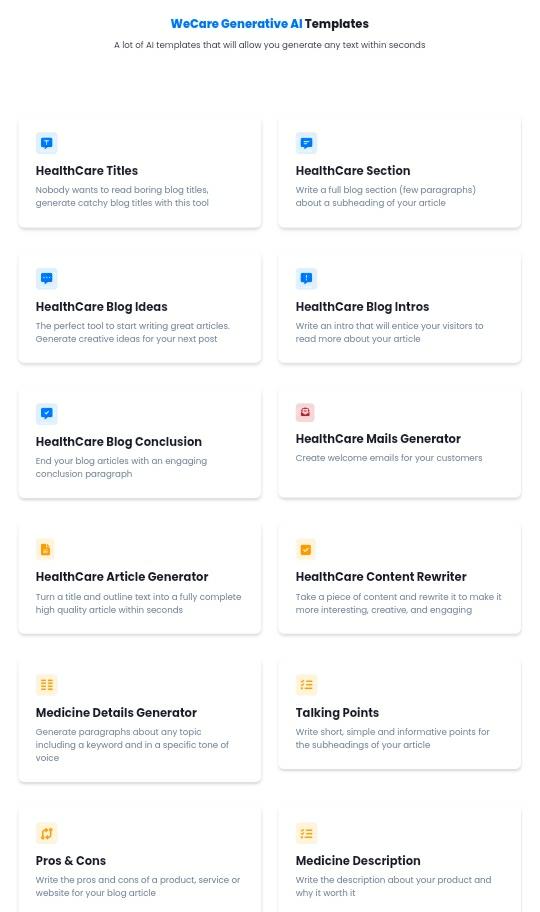 WeCare Generative AI Templates
A lot of AI templates that will allow you generate any text within seconds
HealthCare Titles
Nobody wants to read boring blog titles,
generate catchy blog titles with this tool
HealthCare Section
Write a full blog section (few paragraphs)
about a subheading of your article
HealthCare Blog Ideas
The perfect tool to start writing great articles.
Generate creative ideas for your next post
HealthCare Blog Intros
Write an intro that will entice your visitors to
read more about your article
HealthCare Blog Conclusion
End your blog articles with an engaging
conclusion paragraph
HealthCare Mails Generator
Create welcome emails for your customers
HealthCare Article Generator
Turn a title and outline text into a fully complete
high quality article within seconds
HealthCare Content Rewriter
Take a piece of content and rewrite it to make it
more interesting, creative, and engaging
Medicine Details Generator
Generate paragraphs about any topic
including a keyword and in a specific tone of
voice
Talking Points
Write short, simple and informative points for
the subheadings of your article
Pros & Cons
Write the pros and cons of a product, service or
website for your blog article
Medicine Description
Write the description about your product and
why it worth it